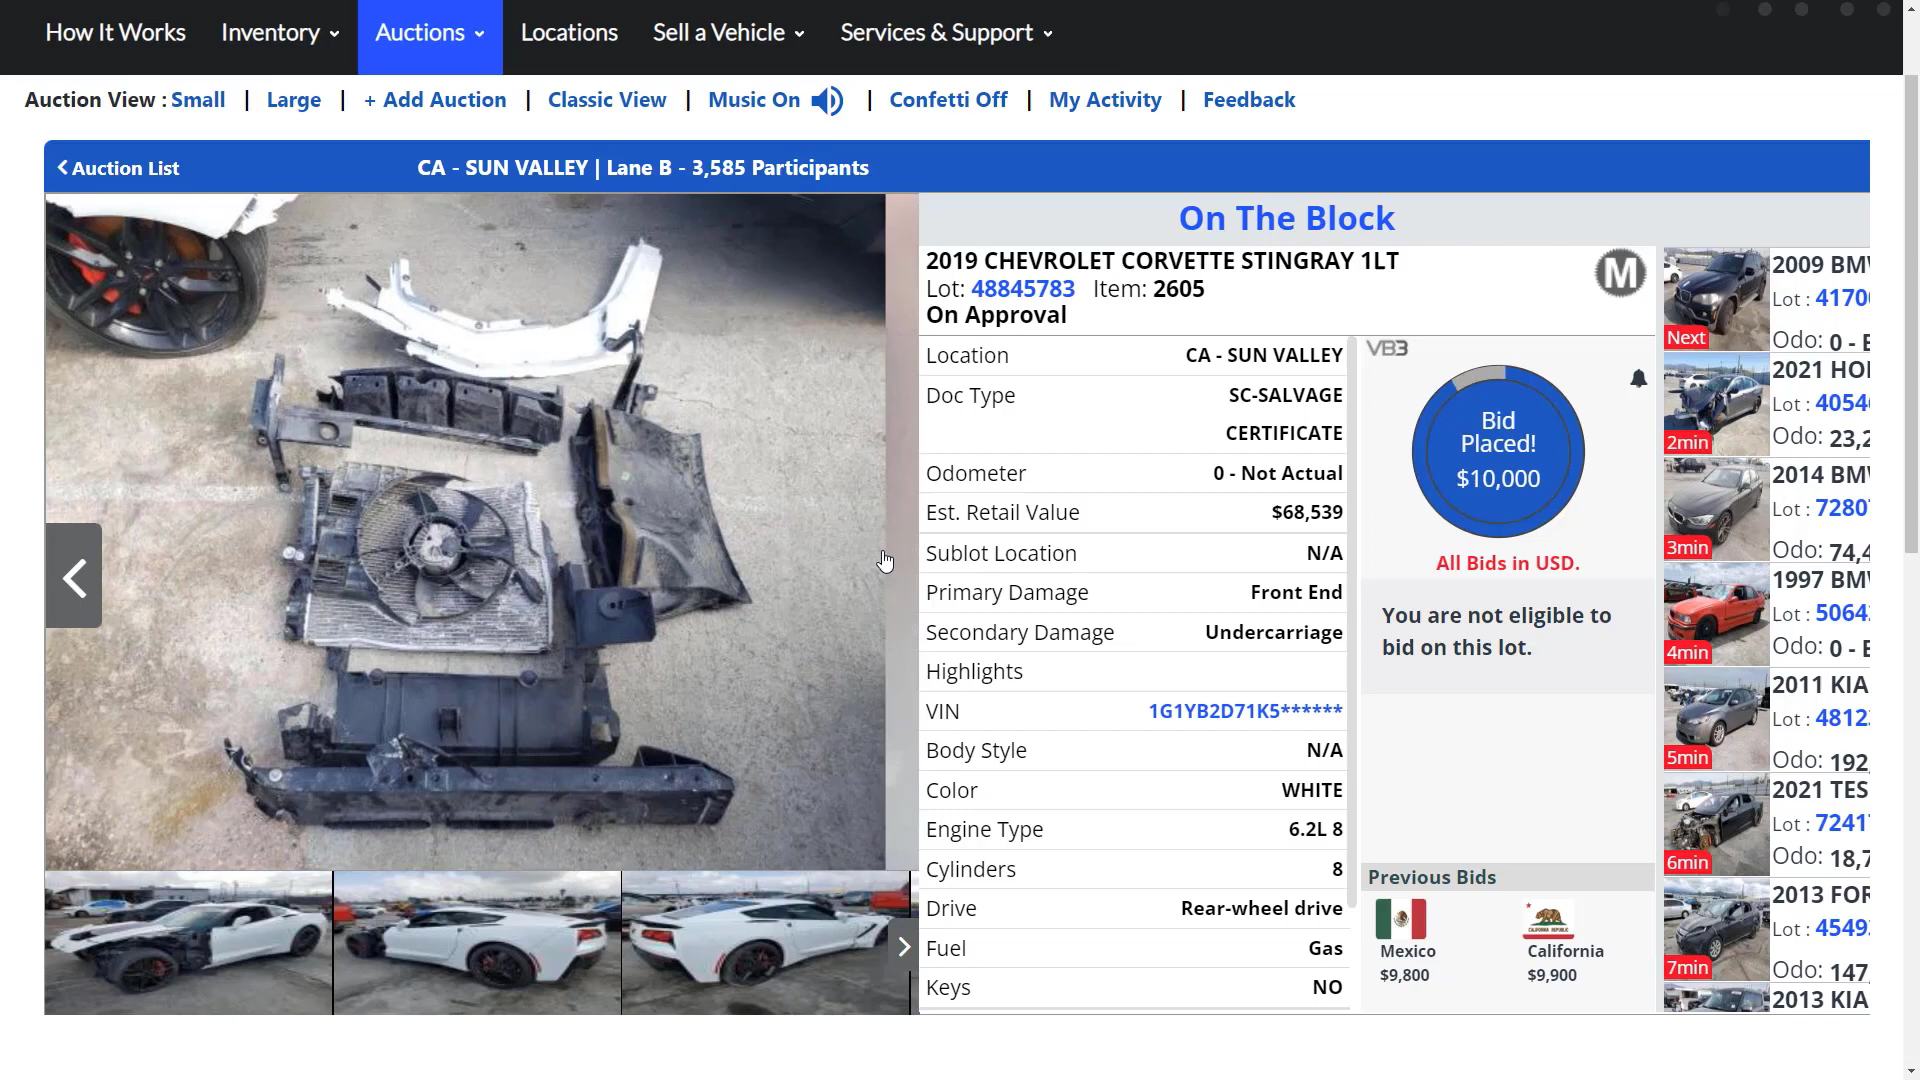 How It Works Inventory Auctions Locations Sell a Vehicle Services & Support
Auction View : Small | Large | + Add Auction | Classic View | Music On | Confetti Off | My Activity | Feedback
Auction List
CA - SUN VALLEY | Lane B - 3,585 Participants
On The Block
2019 CHEVROLET CORVETTE STINGRAY 1LT
Lot: 48845783 Item: 2605
On Approval
M
Location CA - SUN VALLEY
Doc Type SC-SALVAGE
CERTIFICATE
Odometer 0 - Not Actual
Est. Retail Value $68,539
Sublot Location N/A
Primary Damage Front End
Secondary Damage Undercarriage
Highlights
VIN 1G1YB2D71K5******
Body Style N/A
Color WHITE
Engine Type 6.2L 8
Cylinders 8
Drive Rear-wheel drive
Fuel Gas
Keys NO
VB3
Bid
Placed!
$10,000
All Bids in USD.
You are not eligible to
bid on this lot.
Previous Bids
Mexico
$9,800
California
$9,900
Next
2009 BMW
Lot : 4170
Odo: 0 - E
2min
2021 HO
Lot : 4054
Odo: 23,2
3min
2014 BMW
Lot : 7280
Odo: 74,4
4min
1997 BMW
Lot : 5064
Odo: 0 - E
5min
2011 KIA
Lot : 4812
Odo: 192,
6min
2021 TES
Lot : 7241
Odo: 18,7
7min
2013 FOR
Lot : 4549
Odo: 147,
2013 KIA